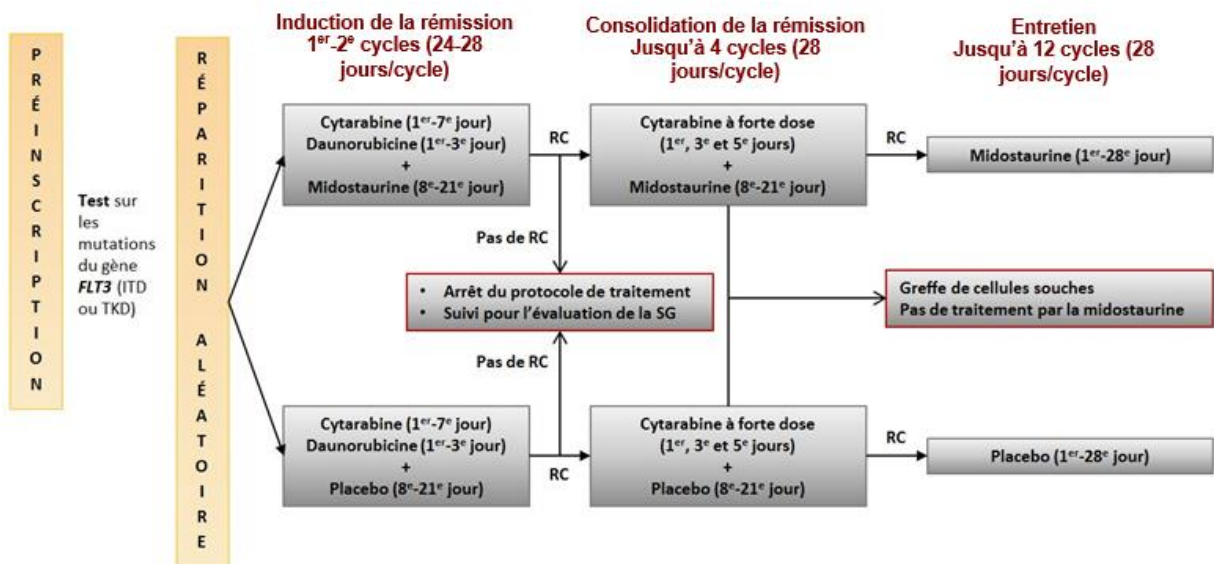 PRÉINSCRIPTION
Test sur
les
mutations
du gène
FLT3 (ITD
ou TKD)
RÉPARITION ALÉATOIRE
Induction de la rémission
1er-2e cycles (24-28
jours/cycle)
Cytarabine (1er-7e jour)
Daunorubicine (1er-3e jour)
+
Midostaurine (8e-21e jour)
RC
Pas de RC
• Arrêt du protocole de traitement
• Suivi pour l'évaluation de la SG
Pas de RC
Cytarabine (1er-7e jour)
Daunorubicine (1er-3e jour)
+
Placebo (8e-21e jour)
RC
Consolidation de la rémission
Jusqu'à 4 cycles (28
jours/cycle)
Cytarabine à forte dose
(1er, 3e et 5e jours)
+
Midostaurine (8e-21e jour)
RC
Cytarabine à forte dose
(1er, 3e et 5e jours)
+
Placebo (8e-21e jour)
RC
Entretien
Jusqu'à 12 cycles (28
jours/cycle)
Midostaurine (1er-28e jour)
Greffe de cellules souches
Pas de traitement par la midostaurine
Placebo (1er-28e jour)